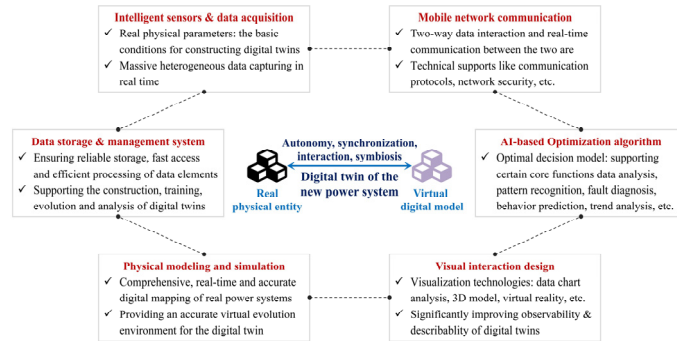 Intelligent sensors & data acquisition
✓ Real physical parameters: the basic
conditions for constructing digital twins
✓ Massive heterogeneous data capturing in
real time
Mobile network communication
✓ Two-way data interaction and real-time
communication between the two are
✓ Technical supports like communication
protocols, network security, etc.
Data storage & management system
✓ Ensuring reliable storage, fast access
and efficient processing of data elements
✓ Supporting the construction, training,
evolution and analysis of digital twins
Autonomy, synchronization,
interaction, symbiosis
Digital twin of the
new power system
Real
physical entity
Virtual
digital model
AI-based Optimization algorithm
✓ Optimal decision model: supporting
certain core functions data analysis,
pattern recognition, fault diagnosis,
behavior prediction, trend analysis, etc.
Physical modeling and simulation
✓ Comprehensive, real-time and accurate
digital mapping of real power systems
✓ Providing an accurate virtual evolution
environment for the digital twin
Visual interaction design
✓ Visualization technologies: data chart
analysis, 3D model, virtual reality, etc.
✓ Significantly improving observability &
describablity of digital twins